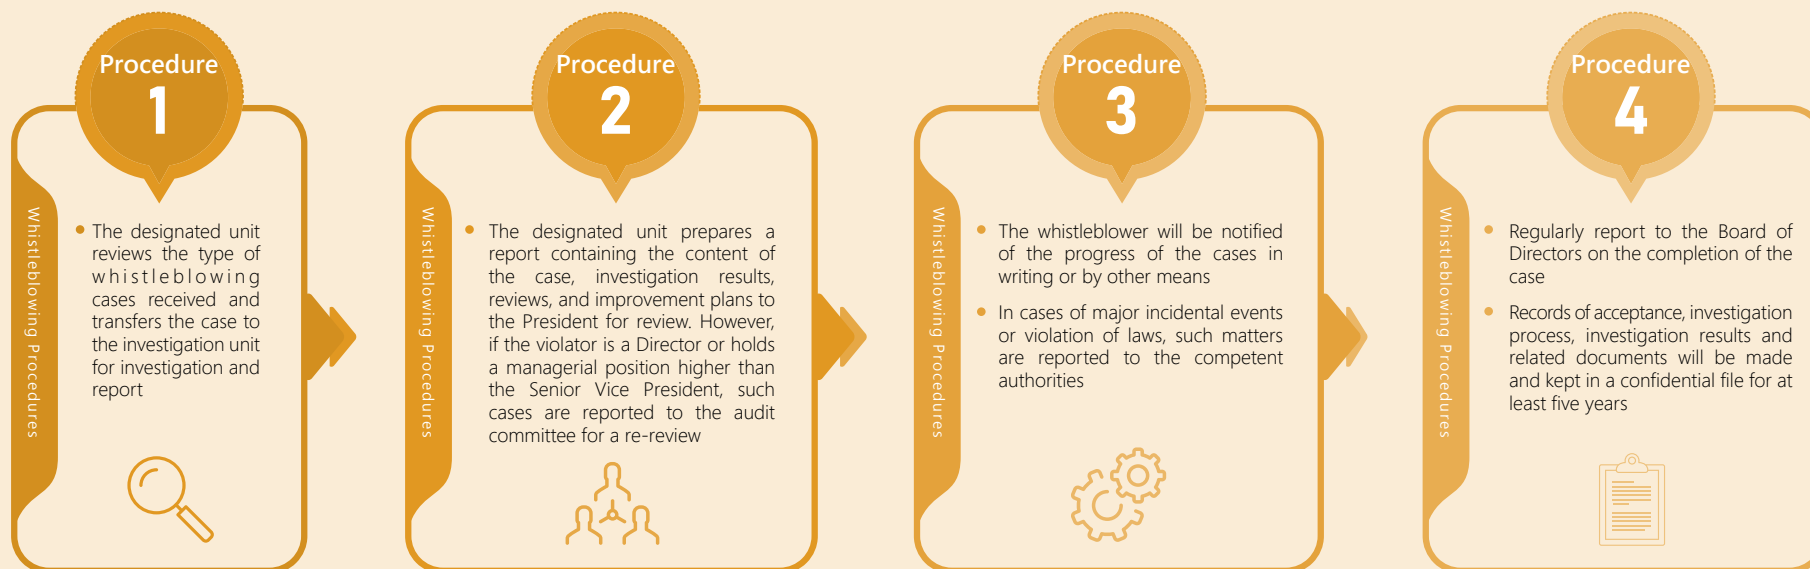 Procedure
1
Whistleblowing Procedures
• The designated unit
reviews the type of
whistleblowing
cases received and
transfers the case to
the investigation unit
for investigation and
report
Procedure
2
Whistleblowing Procedures
• The designated unit prepares a
report containing the content of
the case, investigation results,
reviews, and improvement plans to
the President for review. However,
if the violator is a Director or holds
a managerial position higher than
the Senior Vice President, such
cases are reported to the audit
committee for a re-review
Procedure
3
Whistleblowing Procedures
• The whistleblower will be notified
of the progress of the cases in
writing or by other means
• In cases of major incidental events
or violation of laws, such matters
are reported to the competent
authorities
Procedure
4
Whistleblowing Procedures
• Regularly report to the Board of
Directors on the completion of the
case
• Records of acceptance, investigation
process, investigation results and
related documents will be made
and kept in a confidential file for at
least five years